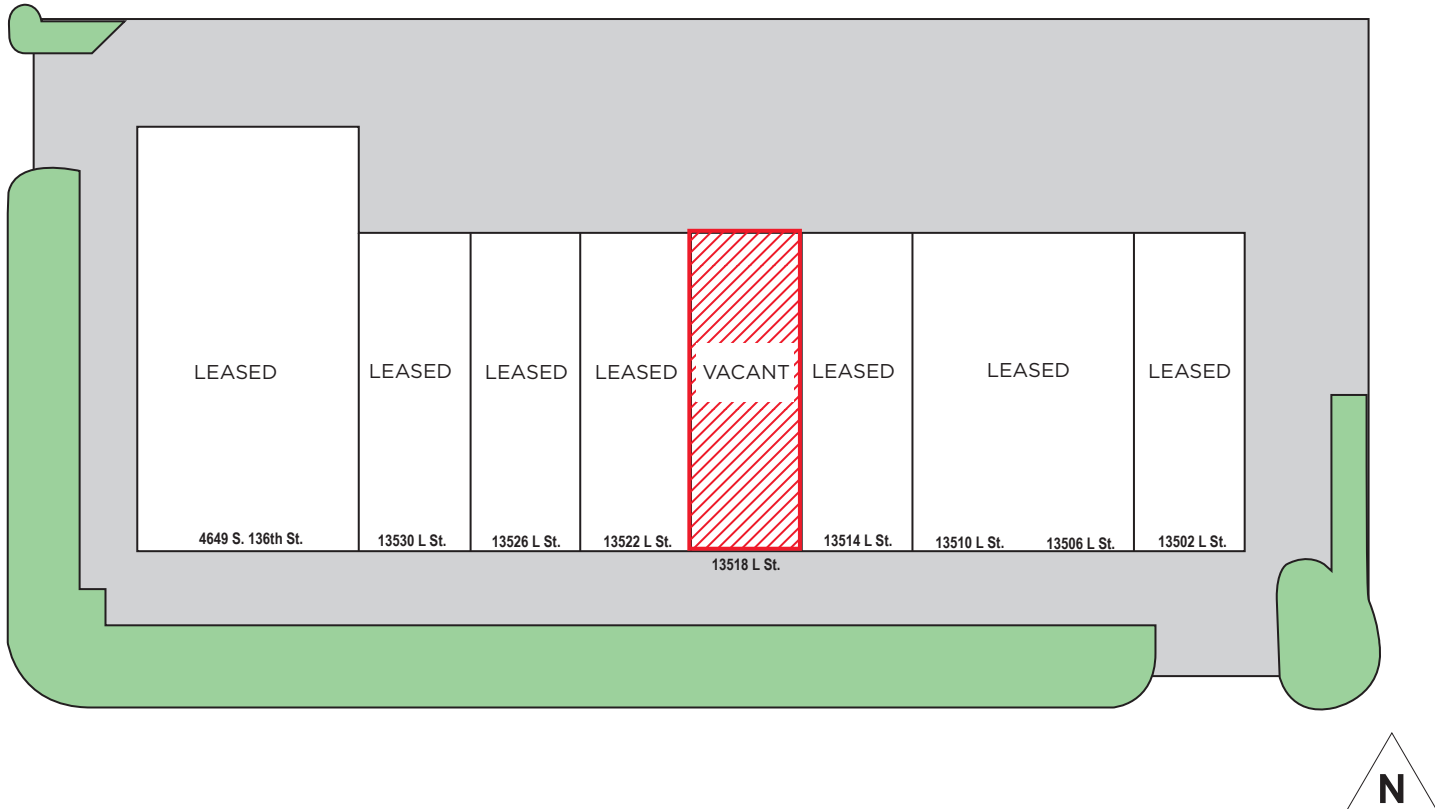 LEASED
LEASED
LEASED
LEASED
VACANT
LEASED
LEASED
LEASED
4649 S. 136th St.
13530 L St.
13526 L St.
13522 L St.
13518 L St.
13514 L St.
13510 L St.
13506 L St.
13502 L St.
N